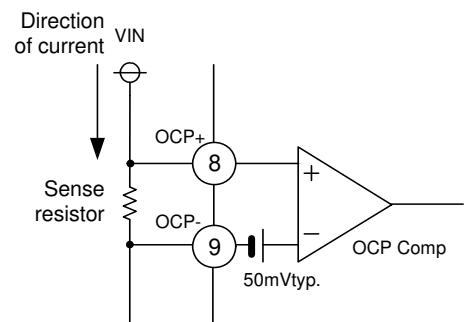 Direction
of current
VIN
OCP+
8
+
Sense
resistor
OCP-
9
−
OCP Comp
50mVtyp.